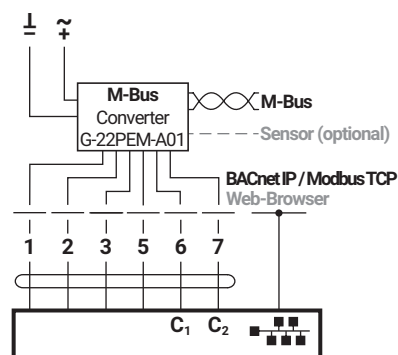 ⊥ ~
− +
M-Bus
Converter
G-22PEM-A01
M-Bus
Sensor (optional)
BACnet IP / Modbus TCP
Web-Browser
1 2 3 5 6 7
C₁ C₂